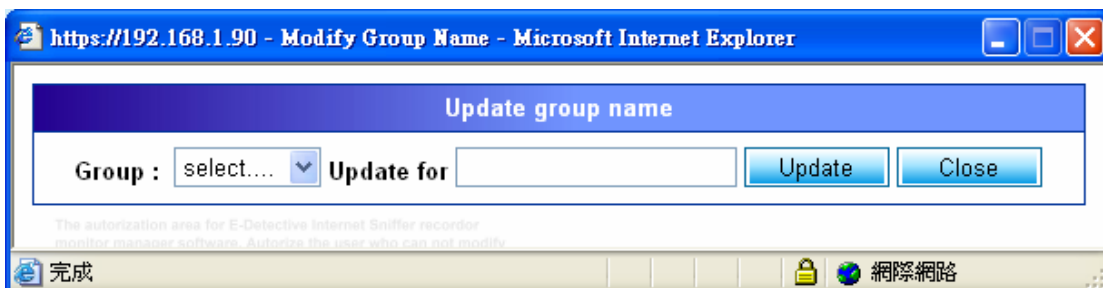 https://192.168.1.90 - Modify Group Name - Microsoft Internet Explorer
Update group name
Group : select.... Update for Update Close
The autorization area for E-Detective Internet Sniffer recordor
monitor manager software. Autorize the user who can not modify
完成 網際網路